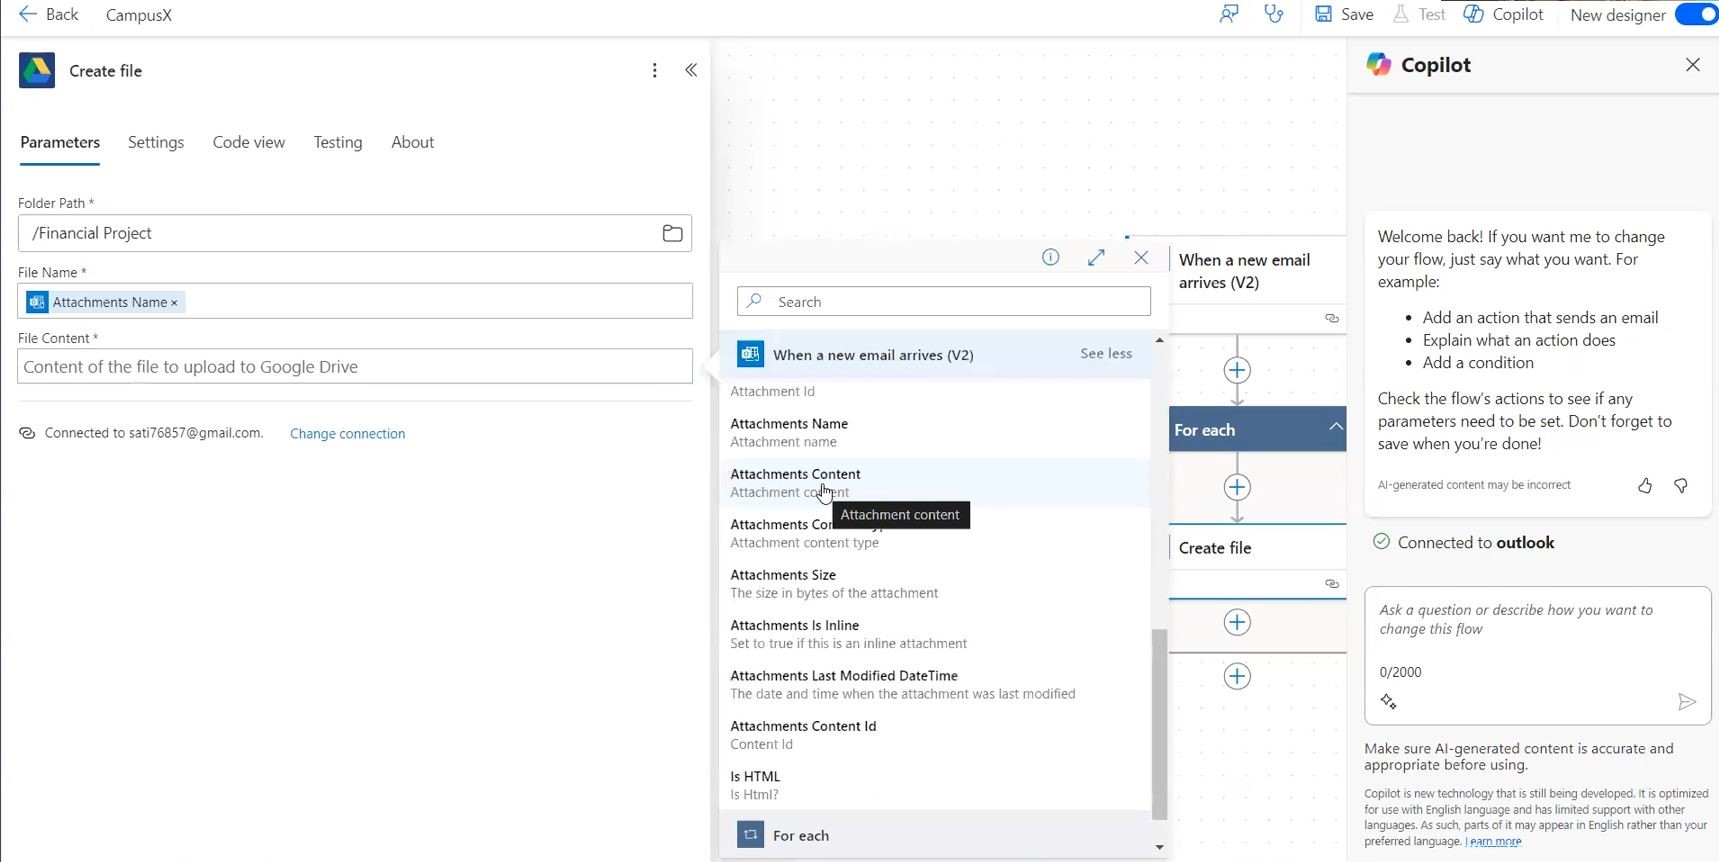 Back
CampusX
Save
Test
Copilot
New designer
Create file
Parameters
Settings
Code view
Testing
About
Folder Path *
/Financial Project
File Name *
Attachments Name ×
File Content *
Content of the file to upload to Google Drive
Connected to sati76857@gmail.com.
Change connection
Search
When a new email arrives (V2)
See less
Attachment Id
Attachments Name
Attachment name
Attachments Content
Attachment content
Attachment content
Attachments
Attachment content type
Attachments Size
The size in bytes of the attachment
Attachments Is Inline
Set to true if this is an inline attachment
Attachments Last Modified DateTime
The date and time when the attachment was last modified
Attachments Content Id
Content Id
Is HTML
Is Html?
For each
When a new email
arrives (V2)
For each
Create file
Copilot
Welcome back! If you want me to change
your flow, just say what you want. For
example:
• Add an action that sends an email
• Explain what an action does
• Add a condition
Check the flow's actions to see if any
parameters need to be set. Don't forget to
save when you're done!
AI-generated content may be incorrect
Connected to outlook
Ask a question or describe how you want to
change this flow
0/2000
Make sure AI-generated content is accurate and
appropriate before using.
Copilot is new technology that is still being developed. It is optimized
for use with English language and has limited support with other
languages. As such, parts of it may appear in English rather than your
preferred language. Learn more